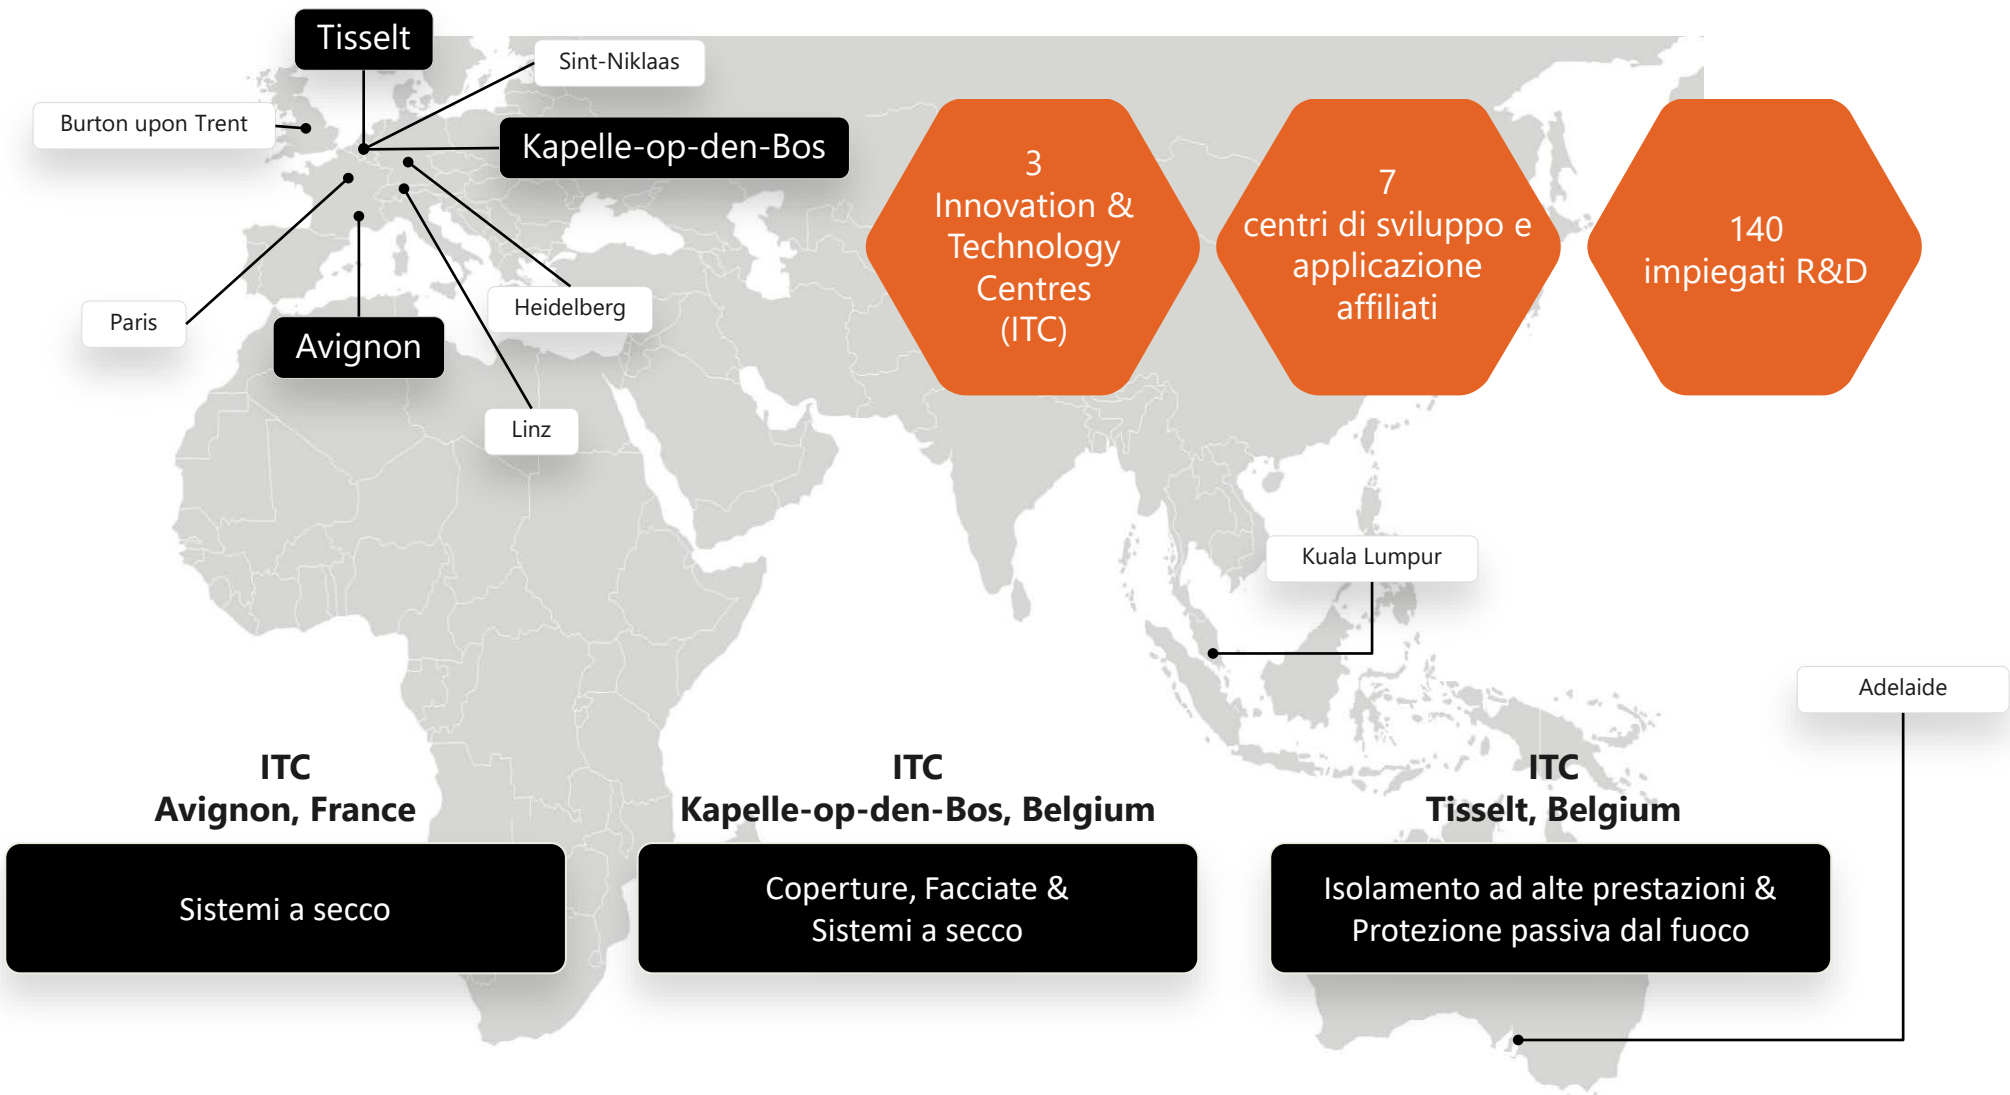 Tisselt
Sint-Niklaas
Burton upon Trent
Kapelle-op-den-Bos
Paris
Avignon
Heidelberg
Linz
3
Innovation &
Technology
Centres
(ITC)
7
centri di sviluppo e
applicazione
affiliati
140
impiegati R&D
Kuala Lumpur
Adelaide
ITC
Avignon, France
Sistemi a secco
ITC
Kapelle-op-den-Bos, Belgium
Coperture, Facciate &
Sistemi a secco
ITC
Tisselt, Belgium
Isolamento ad alte prestazioni &
Protezione passiva dal fuoco